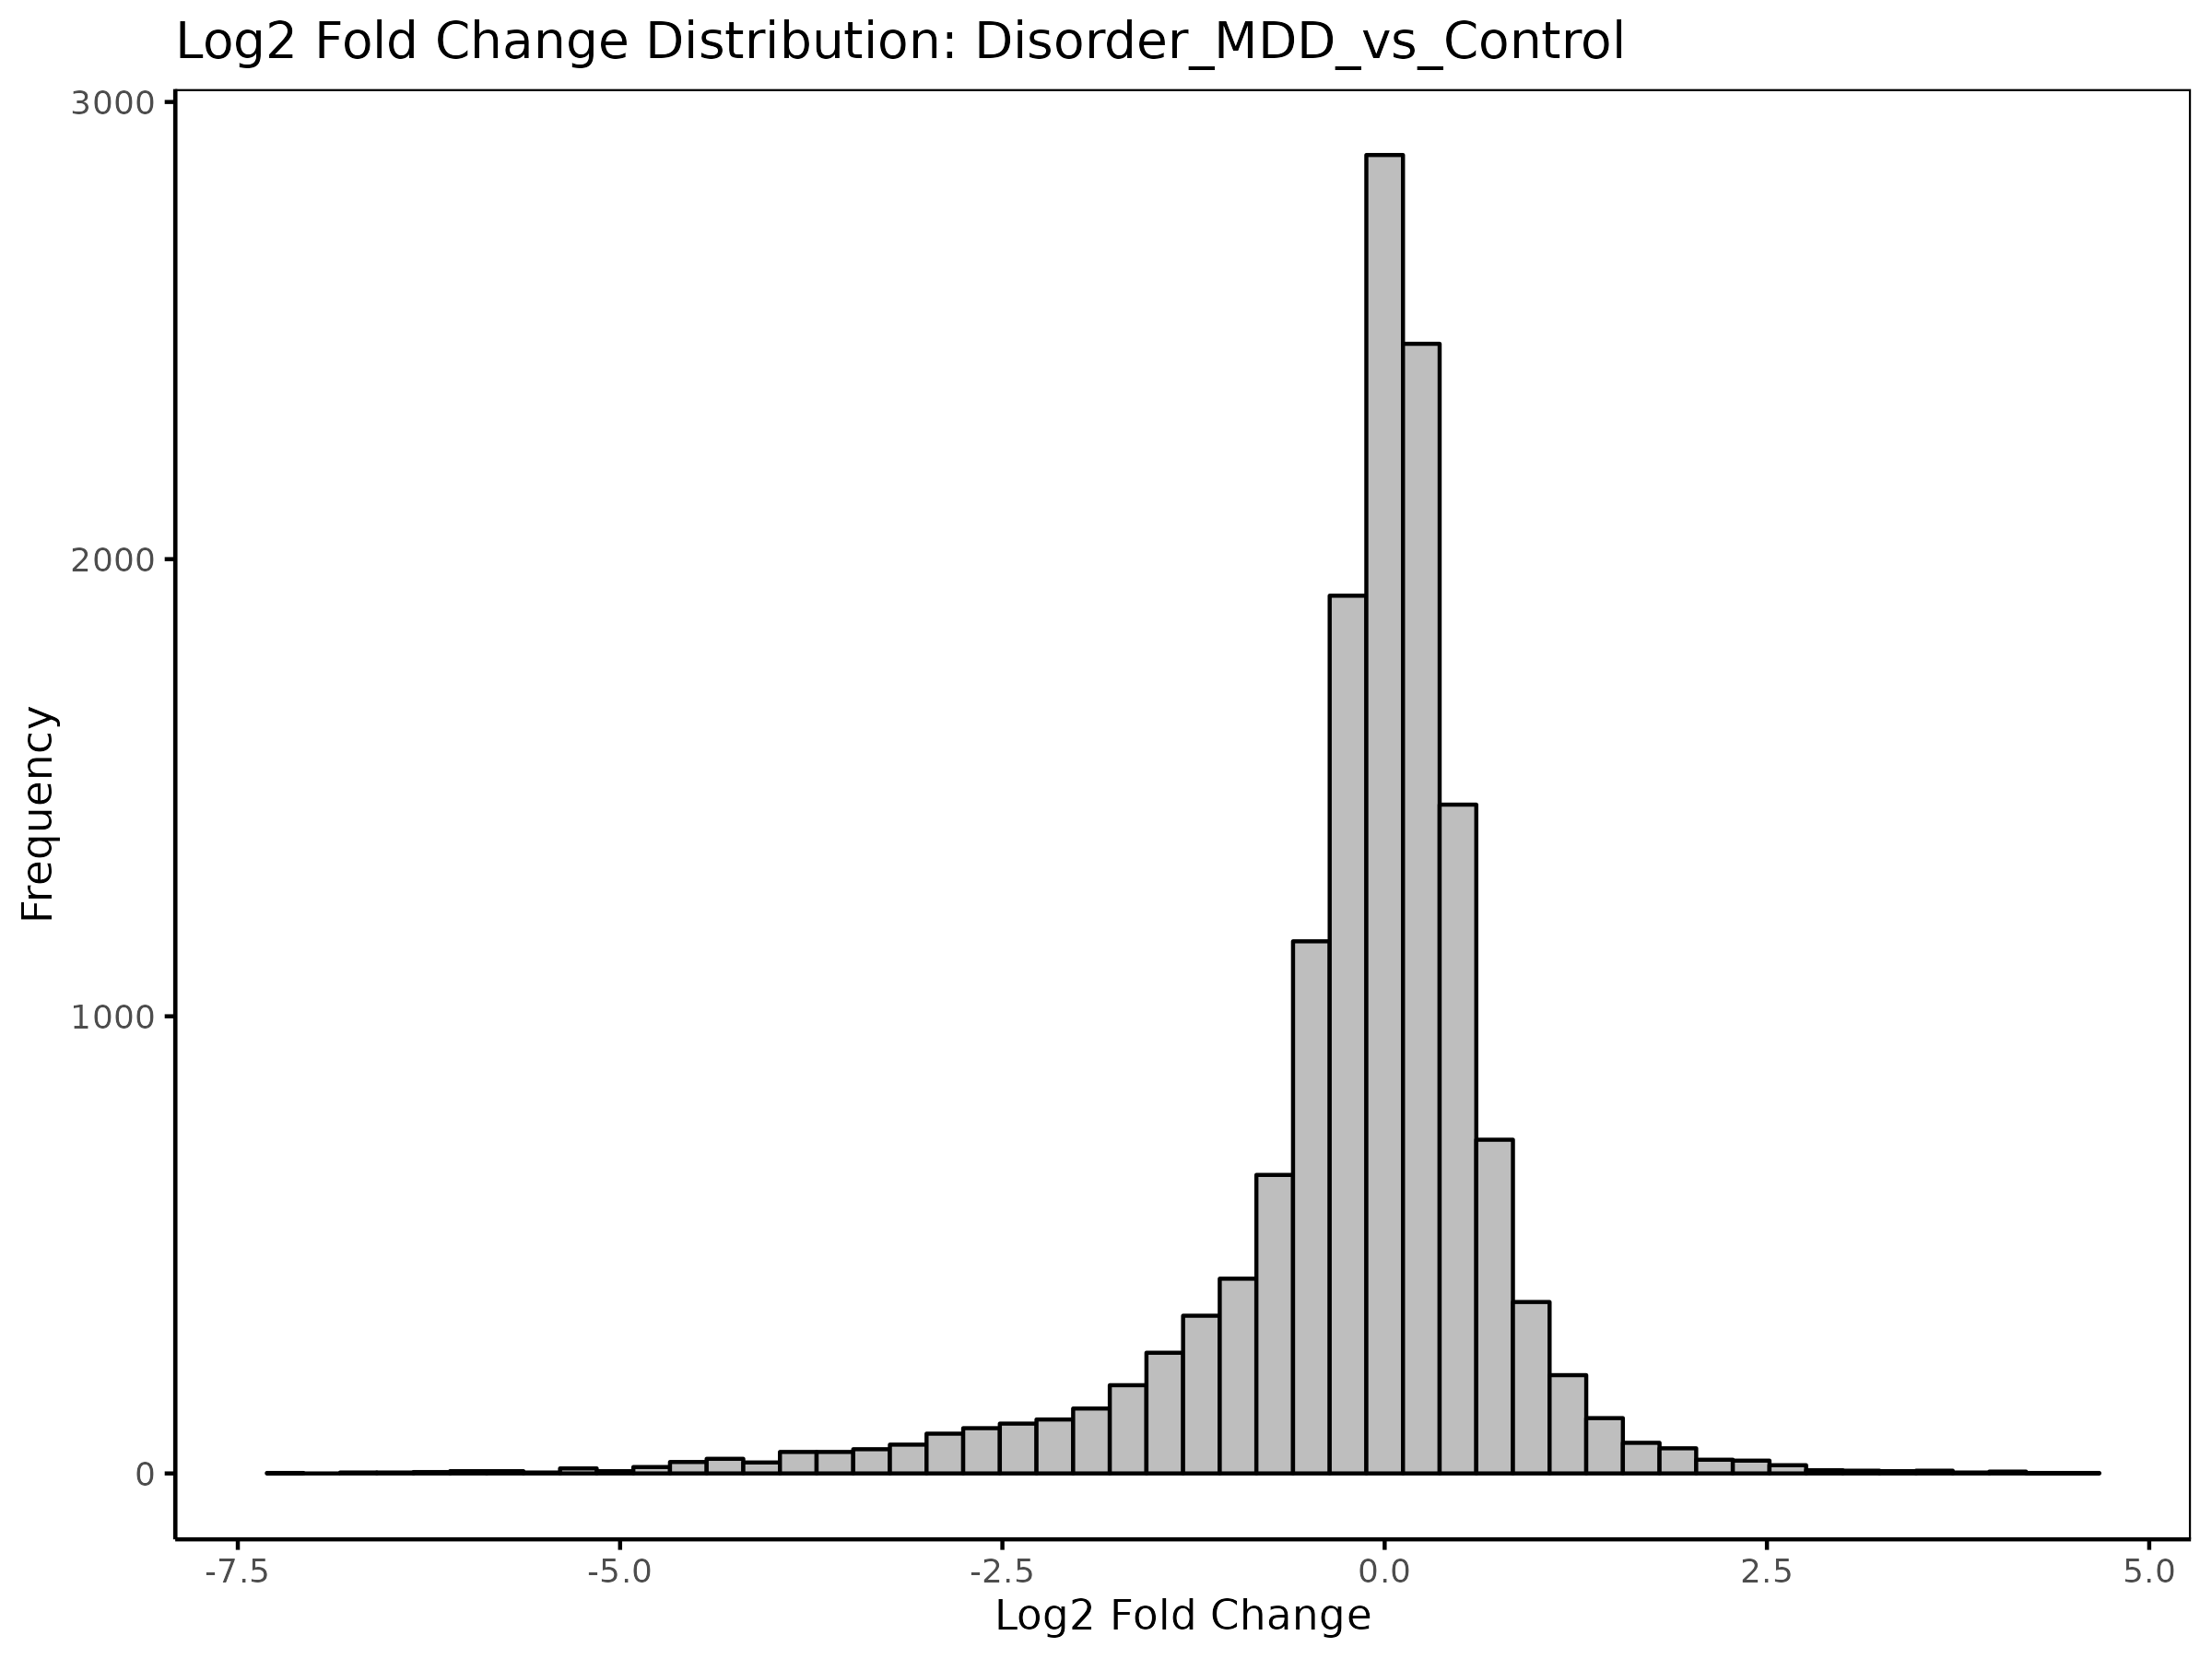 Log2 Fold Change Distribution: Disorder_MDD_vs_Control
3000
2000
1000
0
Frequency
-7.5 -5.0 -2.5 0.0 2.5 5.0
Log2 Fold Change